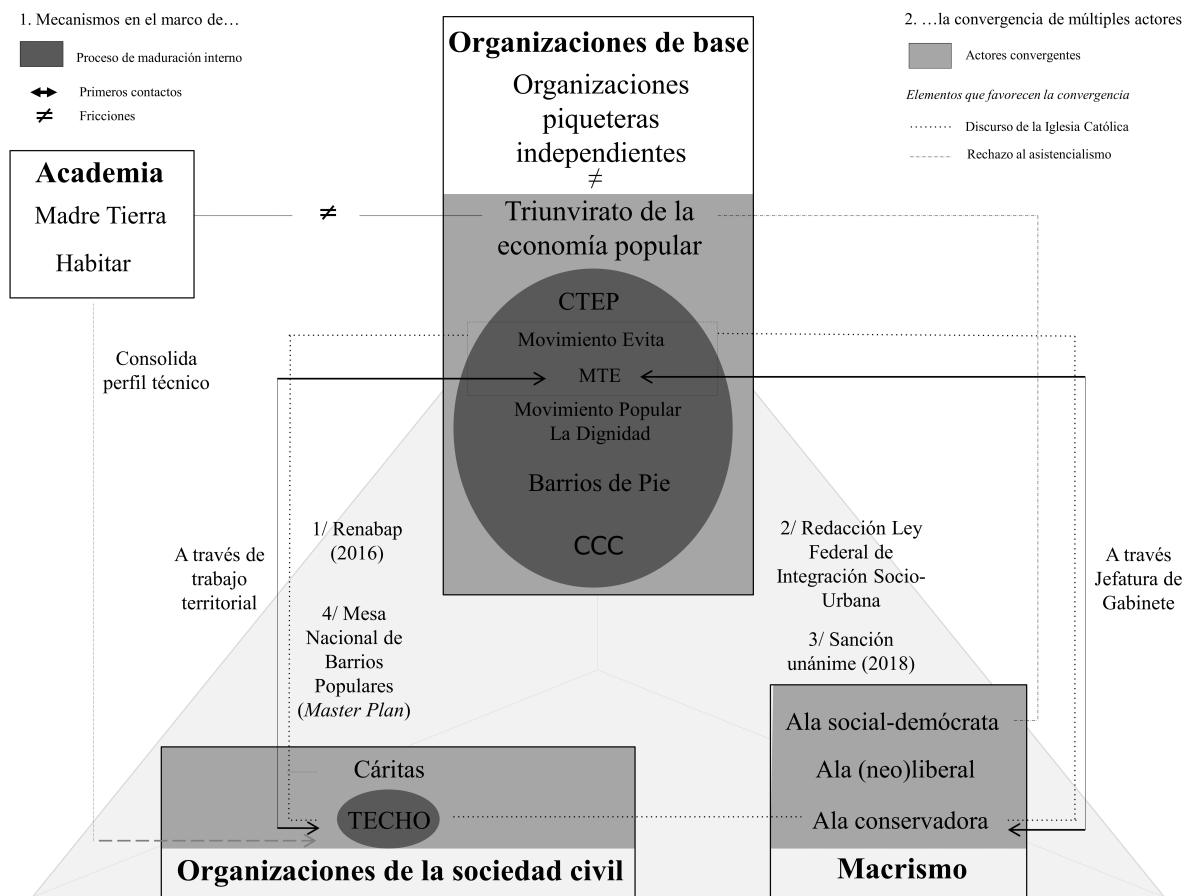 1. Mecanismos en el marco de…
Proceso de maduración interno
Primeros contactos
≠ Fricciones
2. …la convergencia de múltiples actores
Actores convergentes
Elementos que favorecen la convergencia
Discurso de la Iglesia Católica
Rechazo al asistencialismo
Organizaciones de base
Organizaciones
piqueteras
independientes
≠
Triunvirato de la
economía popular
CTEP
Movimiento Evita
MTE
Movimiento Popular
La Dignidad
Barrios de Pie
CCC
Academia
Madre Tierra
Habitar
≠
Consolida
perfil técnico
A través de
trabajo
territorial
1/ Renabap
(2016)
4/ Mesa
Nacional de
Barrios
Populares
(Master Plan)
2/ Redacción Ley
Federal de
Integración Socio-
Urbana
3/ Sanción
unánime (2018)
A través
Jefatura de
Gabinete
Cáritas
TECHO
Organizaciones de la sociedad civil
Ala social-demócrata
Ala (neo)liberal
Ala conservadora
Macrismo